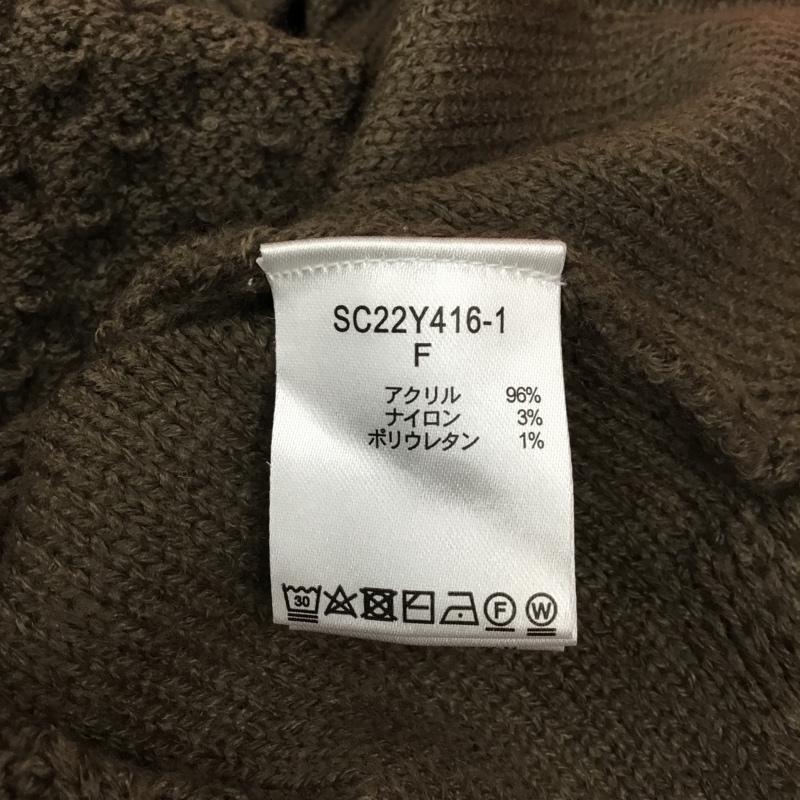 SC22Y416-1
F
アクリル 96%
ナイロン 3%
ポリウレタン 1%
30 F W